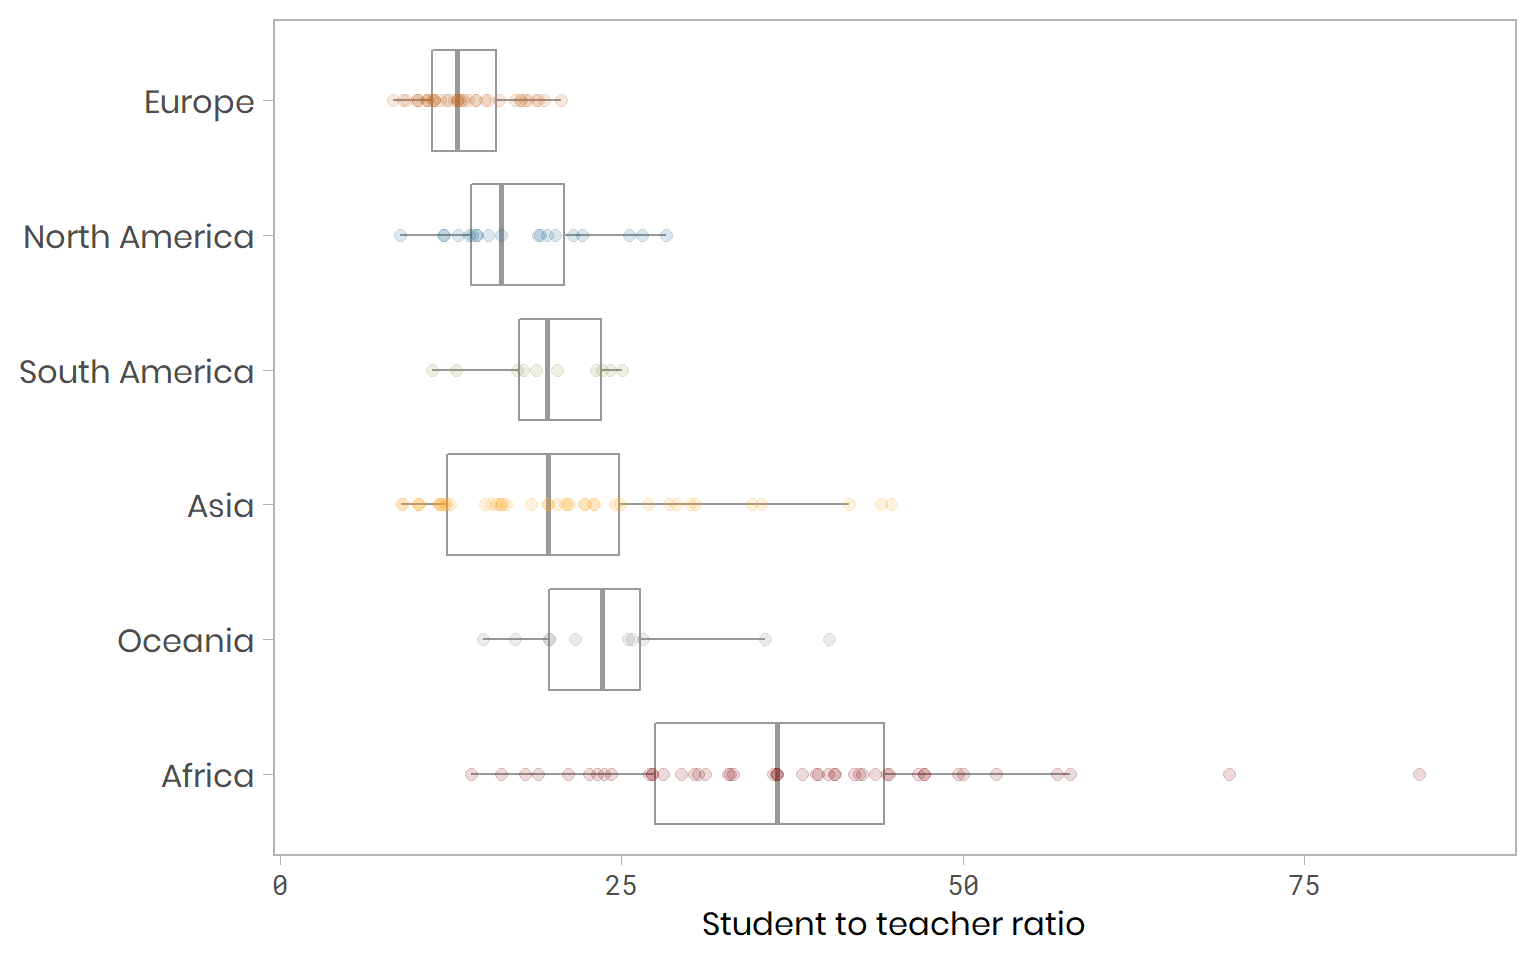 Europe
North America
South America
Asia
Oceania
Africa
0 25 50 75
Student to teacher ratio